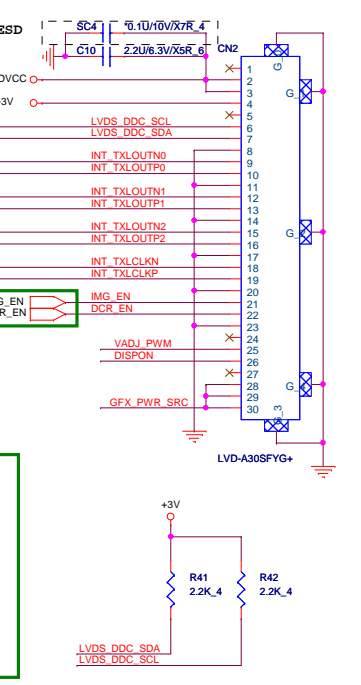 ESD
SC4 *0.1U/10V/X7R_4
C10 2.2U/6.3V/X5R_6
CN2
DVCC
+3V
LVDS_DDC_SCL
LVDS_DDC_SDA
INT_TXLOUTN0
INT_TXLOUTP0
INT_TXLOUTN1
INT_TXLOUTP1
INT_TXLOUTN2
INT_TXLOUTP2
INT_TXLCLKN
INT_TXLCLKP
G_EN IMG_EN
R_EN DCR_EN
VADJ_PWM
DISPON
GFX_PWR_SRC
1
2
3
4
5
6
7
8
9
10
11
12
13
14
15
16
17
18
19
20
21
22
23
24
25
26
27
28
29
30
G_3
LVD-A30SFYG+
+3V
R41
2.2K_4
R42
2.2K_4
LVDS_DDC_SDA
LVDS_DDC_SCL